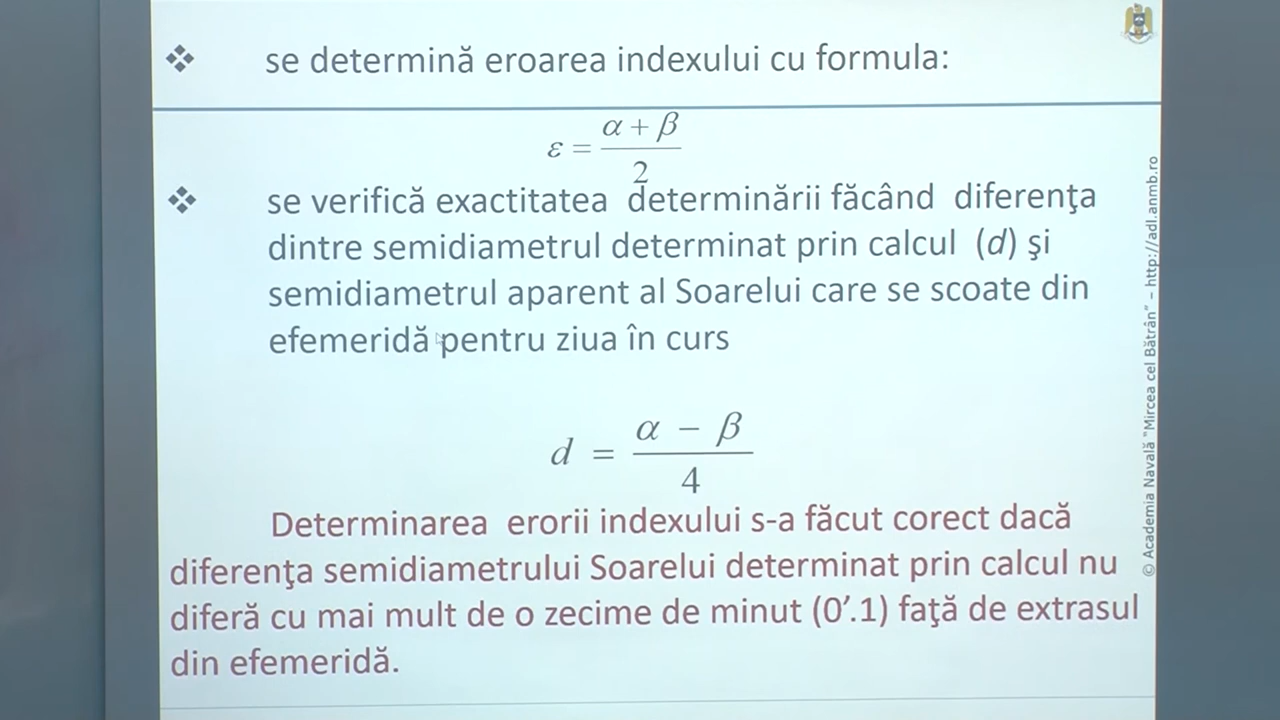 ❖ se determină eroarea indexului cu formula:
ε = (α + β) / 2
❖ se verifică exactitatea determinării făcând diferenţa
dintre semidiametrul determinat prin calcul (d) şi
semidiametrul aparent al Soarelui care se scoate din
efemeridă pentru ziua în curs
d = (α − β) / 4
Determinarea erorii indexului s-a făcut corect dacă
diferenţa semidiametrului Soarelui determinat prin calcul nu
diferă cu mai mult de o zecime de minut (0′.1) faţă de extrasul
din efemeridă.
© Academia Navală "Mircea cel Bătrân" – http://adl.anmb.ro